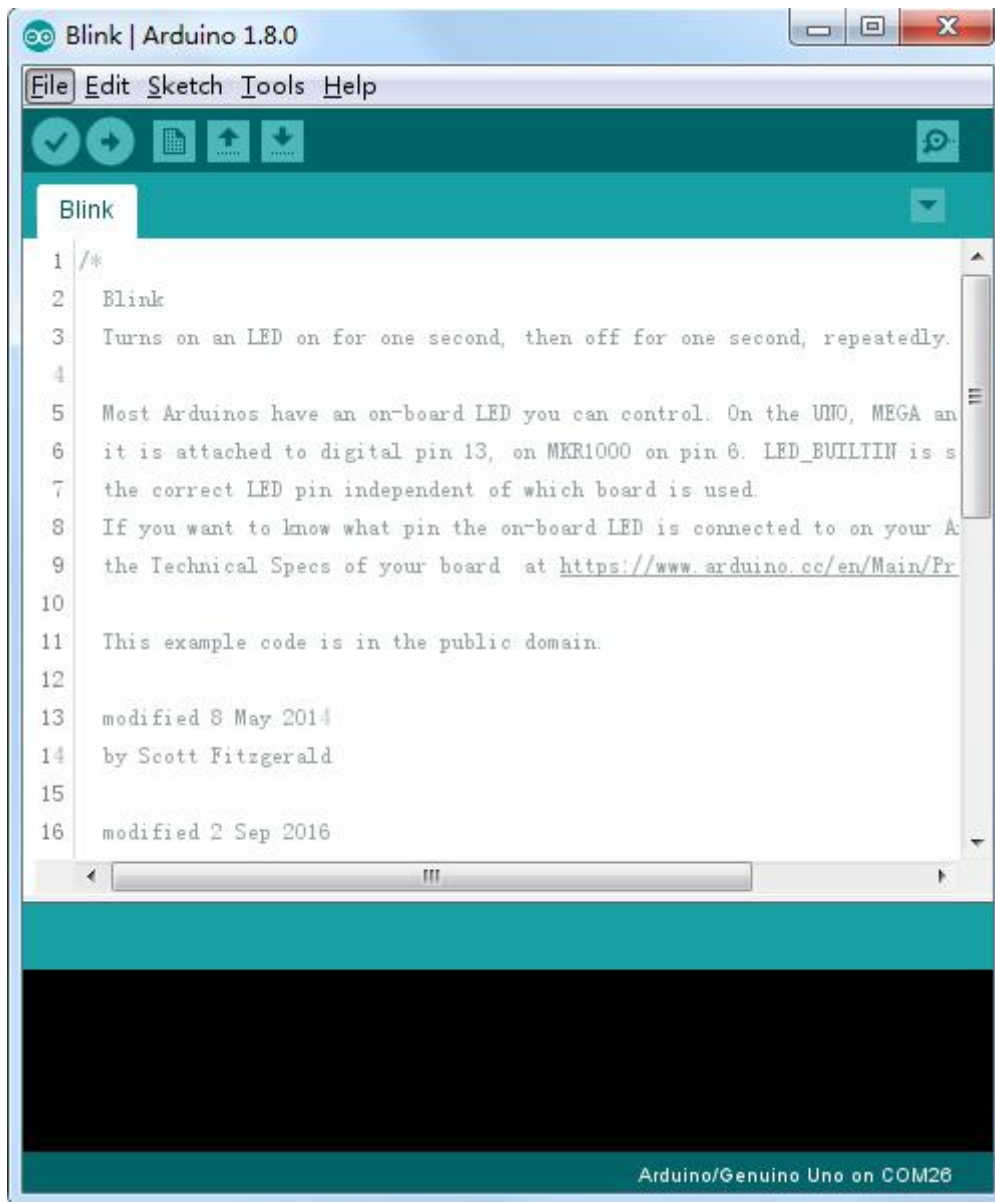 Blink | Arduino 1.8.0
File Edit Sketch Tools Help
Blink
1 /*
2 Blink
3 Turns on an LED on for one second, then off for one second, repeatedly.
4
5 Most Arduinos have an on-board LED you can control. On the UNO, MEGA an
6 it is attached to digital pin 13, on MKR1000 on pin 6. LED_BUILTIN is s
7 the correct LED pin independent of which board is used.
8 If you want to know what pin the on-board LED is connected to on your A
9 the Technical Specs of your board at https://www.arduino.cc/en/Main/Pr
10
11 This example code is in the public domain.
12
13 modified 8 May 2014
14 by Scott Fitzgerald
15
16 modified 2 Sep 2016
Arduino/Genuino Uno on COM26